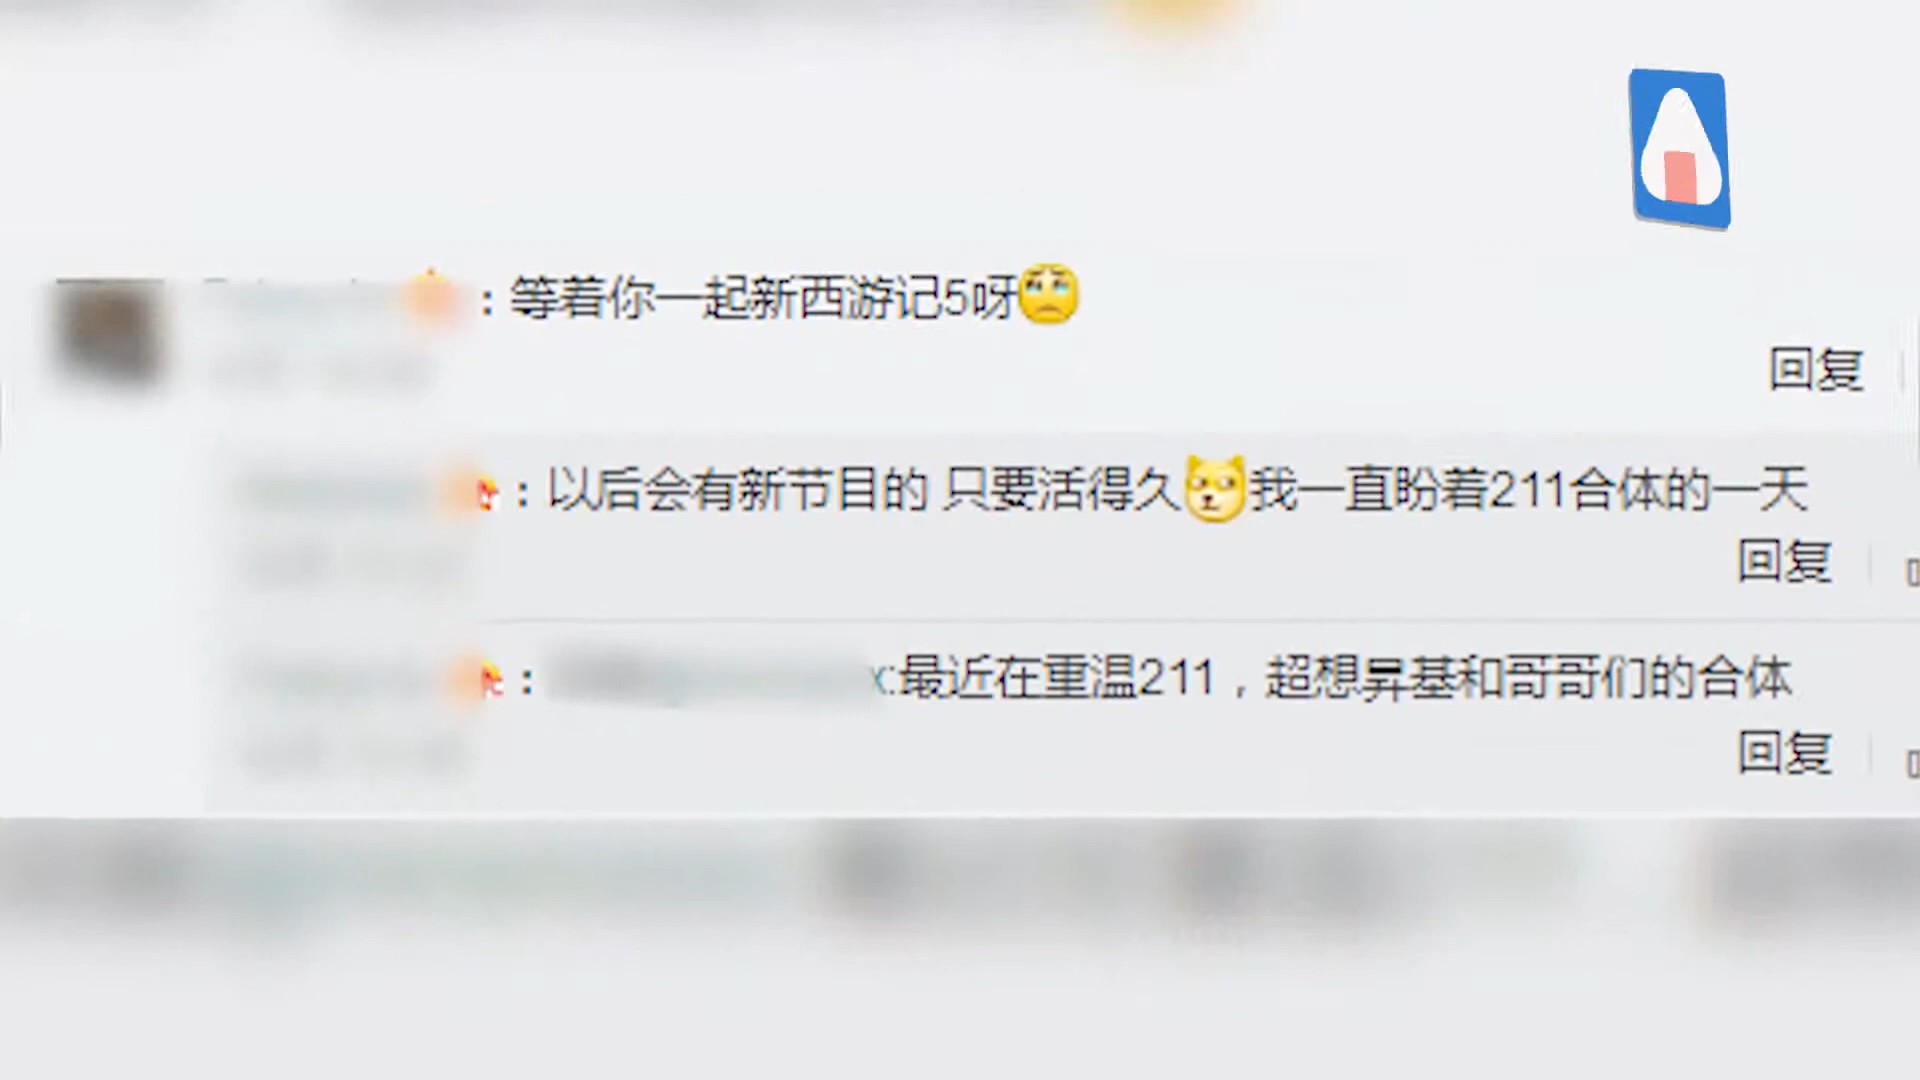 ：等着你一起新西游记5呀
回复
：以后会有新节目的 只要活得久我一直盼着211合体的一天
回复
：x:最近在重温211，超想昇基和哥哥们的合体
回复